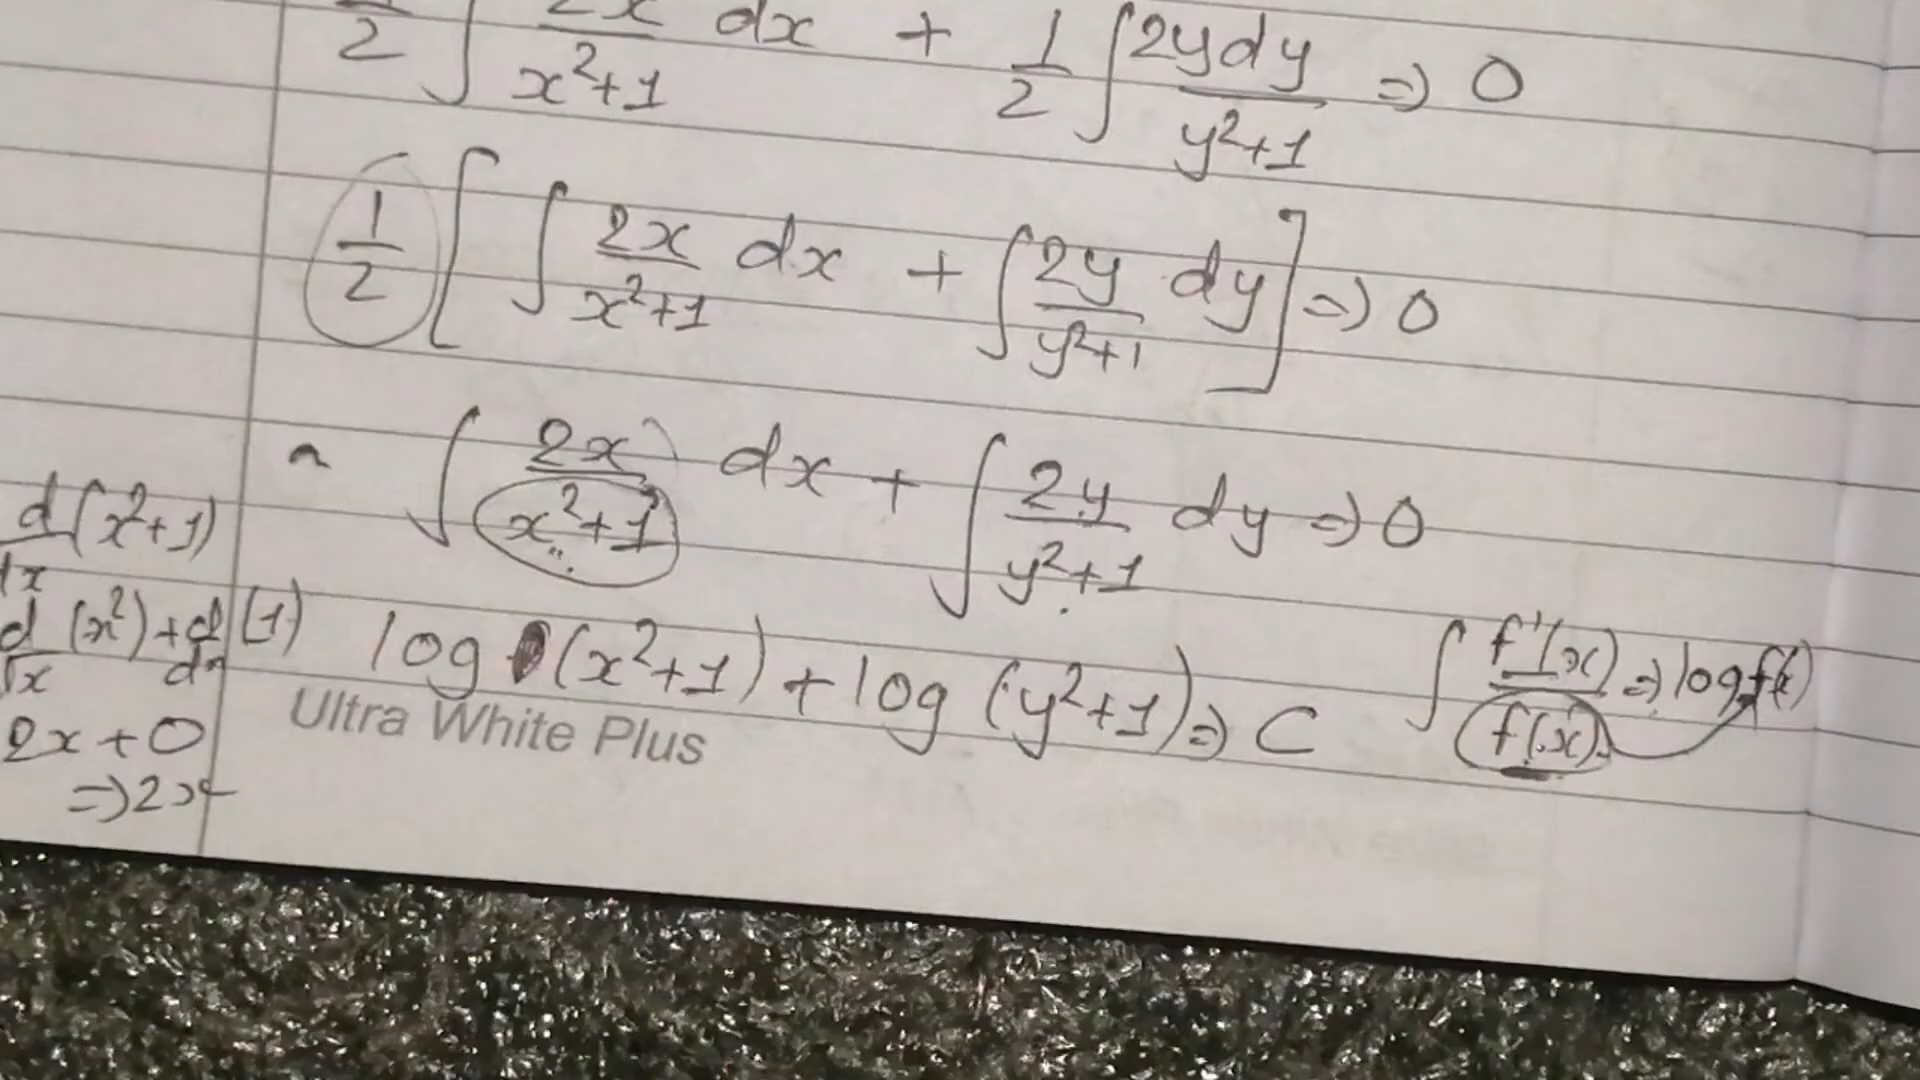 1/2 ∫ 2x/x²+1 dx + 1/2 ∫ 2ydy/y²+1 => 0
1/2 [ ∫ 2x/x²+1 dx + ∫ 2y/y²+1 dy ] => 0
∫ 2x/x²+1 dx + ∫ 2y/y²+1 dy => 0
d/dx (x²+1)
d/dx (x²) + d/dx (1)
2x + 0
=> 2x
log (x²+1) + log (y²+1) => C
∫ f'(x)/f(x) => log f(x)
Ultra White Plus